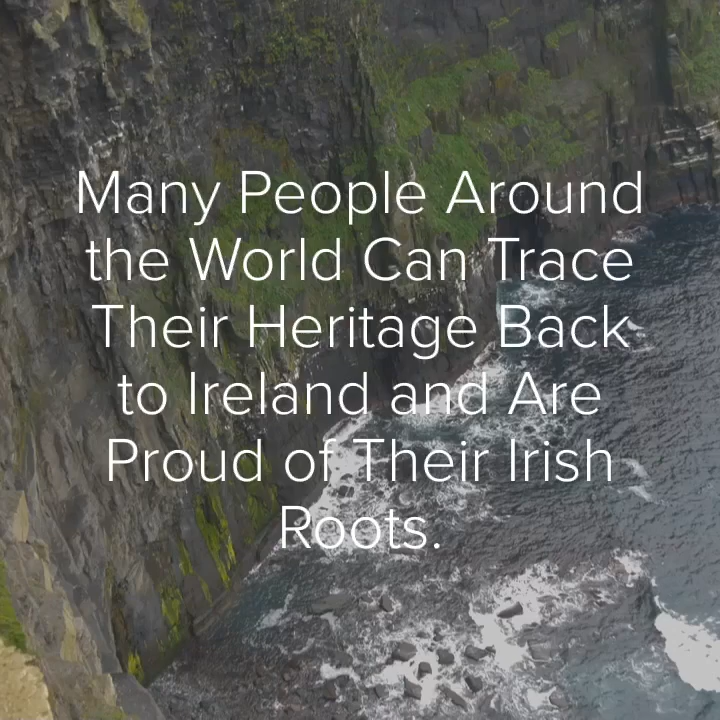 Many People Around
the World Can Trace
Their Heritage Back
to Ireland and Are
Proud of Their Irish
Roots.